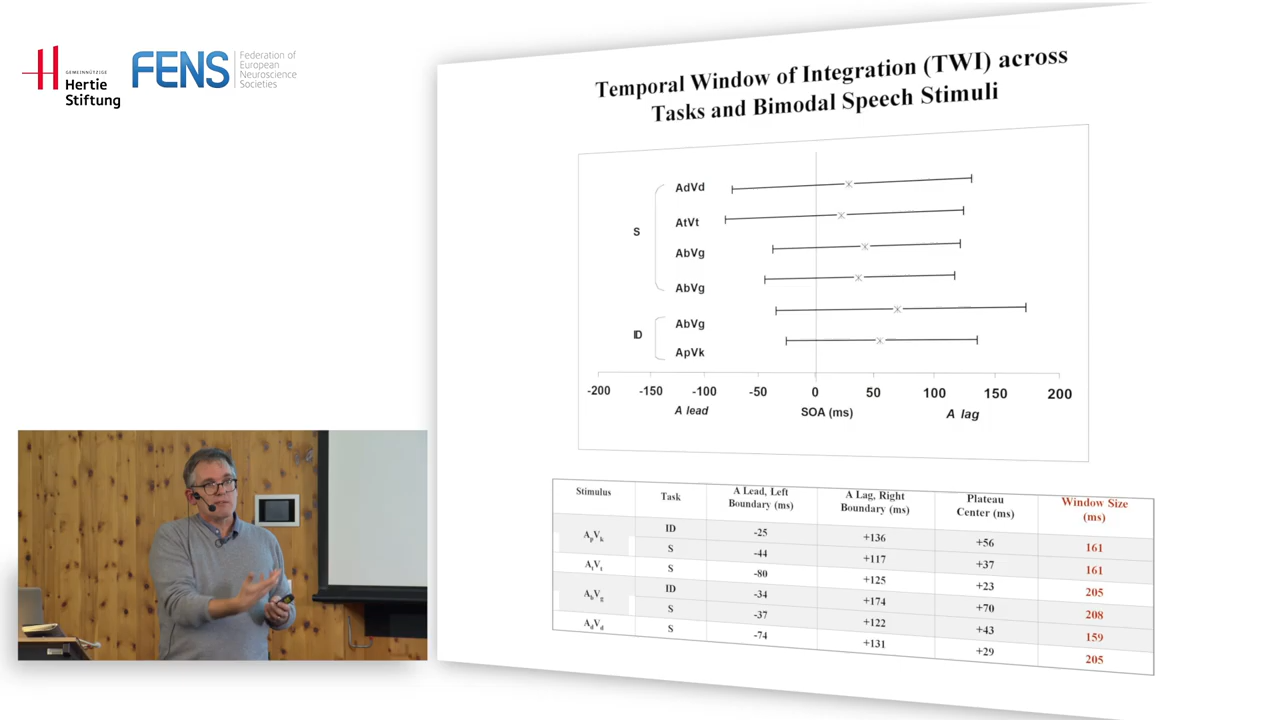 GEMEINNÜTZIGE
Hertie
Stiftung
FENS
Federation of
European
Neuroscience
Societies
Temporal Window of Integration (TWI) across
Tasks and Bimodal Speech Stimuli
S
AdVd
AtVt
AbVg
AbVg
ID
AbVg
ApVk
-200 -150 -100 -50 0 50 100 150 200
A lead SOA (ms) A lag
Stimulus Task A Lead, Left Boundary (ms) A Lag, Right Boundary (ms) Plateau Center (ms) Window Size (ms)
ApVk ID -25 +136 +56 161
S -44 +117 +37 161
AtVt S -80 +125 +23 205
AbVg ID -34 +174 +70 208
S -37 +122 +43 159
AdVd S -74 +131 +29 205